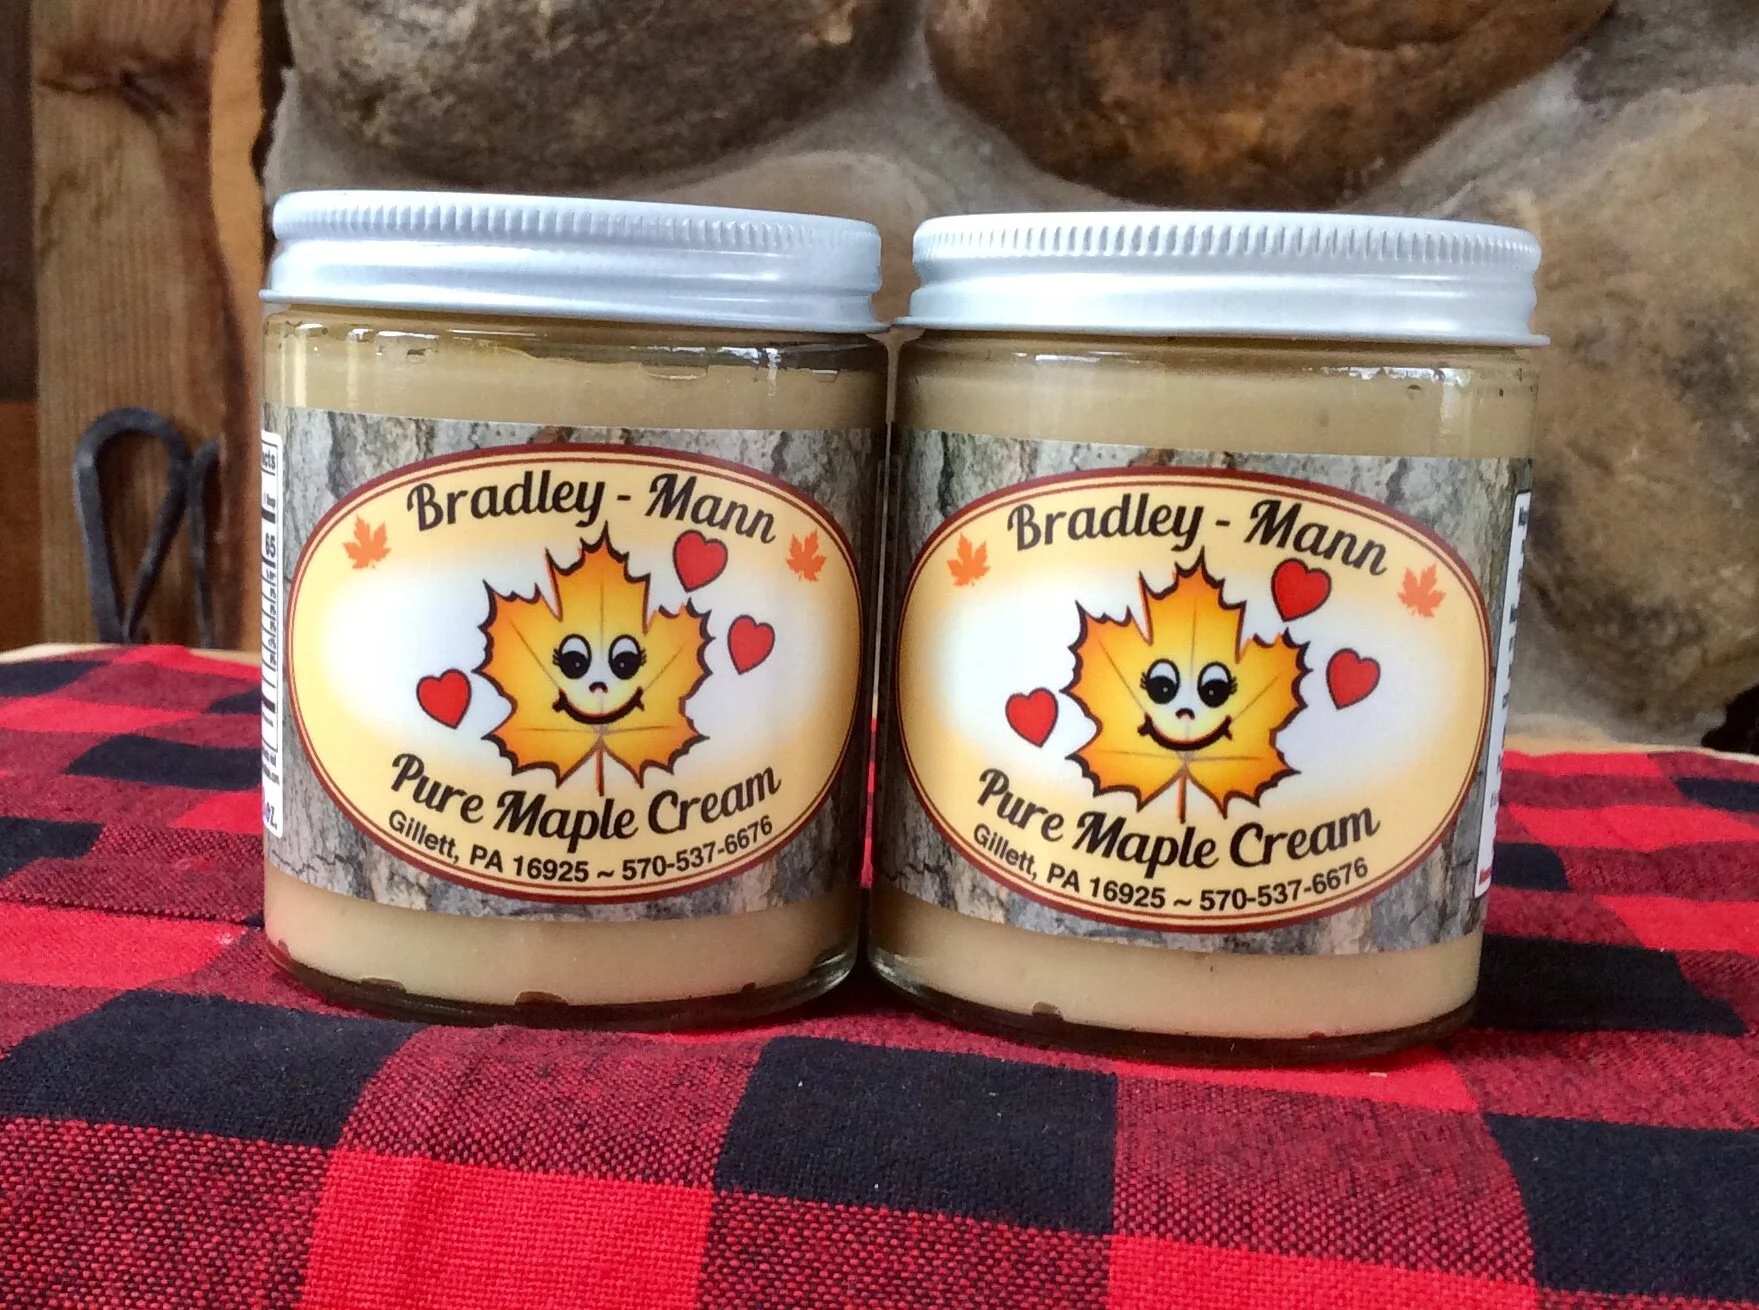 Bradley - Mann
Pure Maple Cream
Gillett, PA 16925 ~ 570-537-6676
Bradley - Mann
Pure Maple Cream
Gillett, PA 16925 ~ 570-537-6676